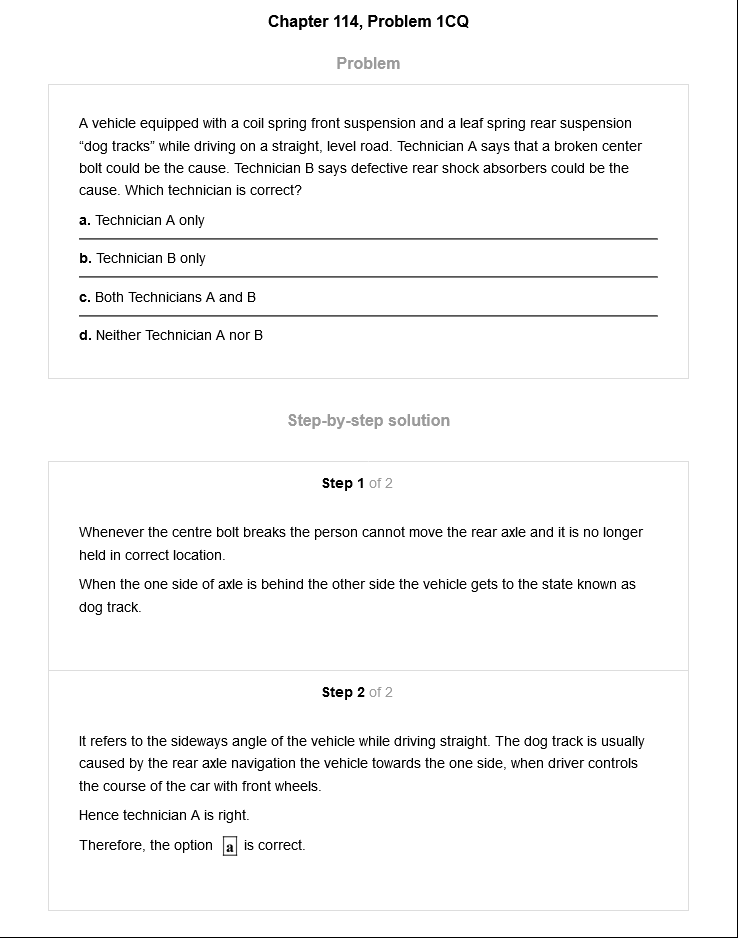 Chapter 114, Problem 1CQ
Problem
A vehicle equipped with a coil spring front suspension and a leaf spring rear suspension
“dog tracks” while driving on a straight, level road. Technician A says that a broken center
bolt could be the cause. Technician B says defective rear shock absorbers could be the
cause. Which technician is correct?
a. Technician A only
b. Technician B only
c. Both Technicians A and B
d. Neither Technician A nor B
Step-by-step solution
Step 1 of 2
Whenever the centre bolt breaks the person cannot move the rear axle and it is no longer
held in correct location.
When the one side of axle is behind the other side the vehicle gets to the state known as
dog track.
Step 2 of 2
It refers to the sideways angle of the vehicle while driving straight. The dog track is usually
caused by the rear axle navigation the vehicle towards the one side, when driver controls
the course of the car with front wheels.
Hence technician A is right.
Therefore, the option a is correct.